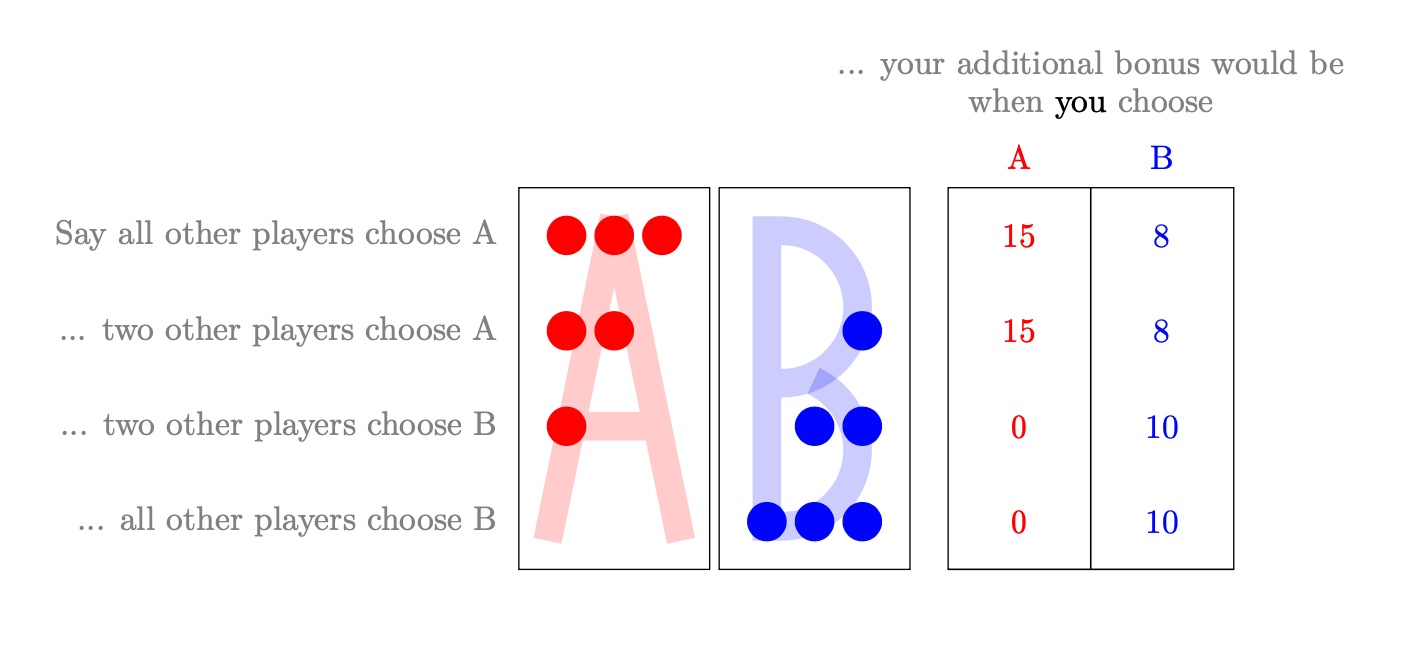 ... your additional bonus would be
when you choose
A B
Say all other players choose A 15 8
... two other players choose A 15 8
... two other players choose B 0 10
... all other players choose B 0 10
A B